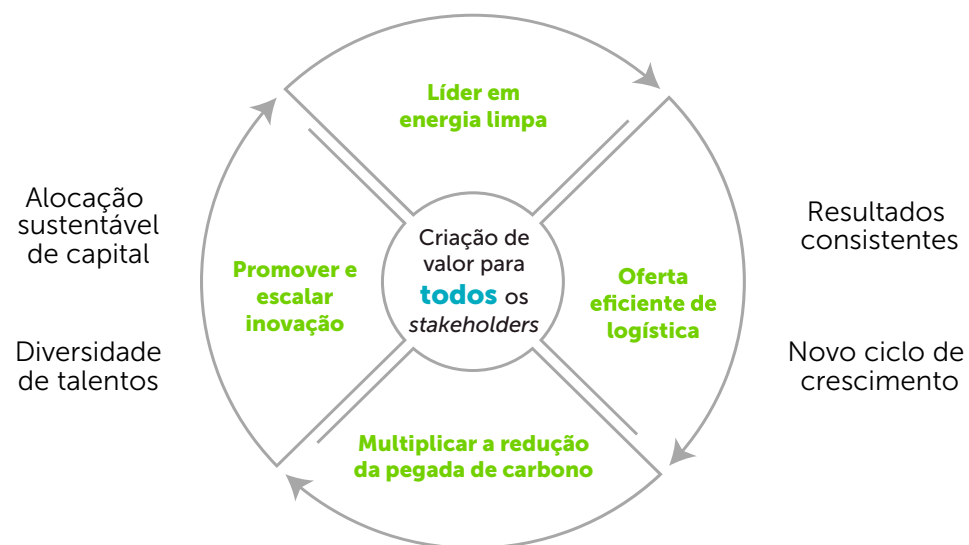 Líder em
energia limpa
Alocação
sustentável
de capital
Diversidade
de talentos
Promover e
escalar
inovação
Criação de
valor para
todos os
stakeholders
Oferta
eficiente de
logística
Resultados
consistentes
Novo ciclo de
crescimento
Multiplicar a redução
da pegada de carbono